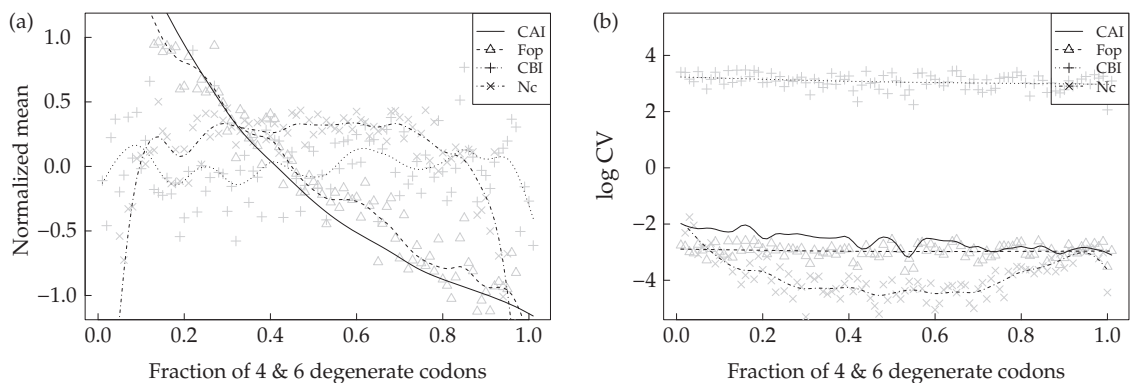 (a)
Normalized mean
1.0
0.5
0.0
−0.5
−1.0
CAI
Fop
CBI
Nc
0.0 0.2 0.4 0.6 0.8 1.0
Fraction of 4 & 6 degenerate codons
(b)
log CV
4
2
0
−2
−4
CAI
Fop
CBI
Nc
0.0 0.2 0.4 0.6 0.8 1.0
Fraction of 4 & 6 degenerate codons